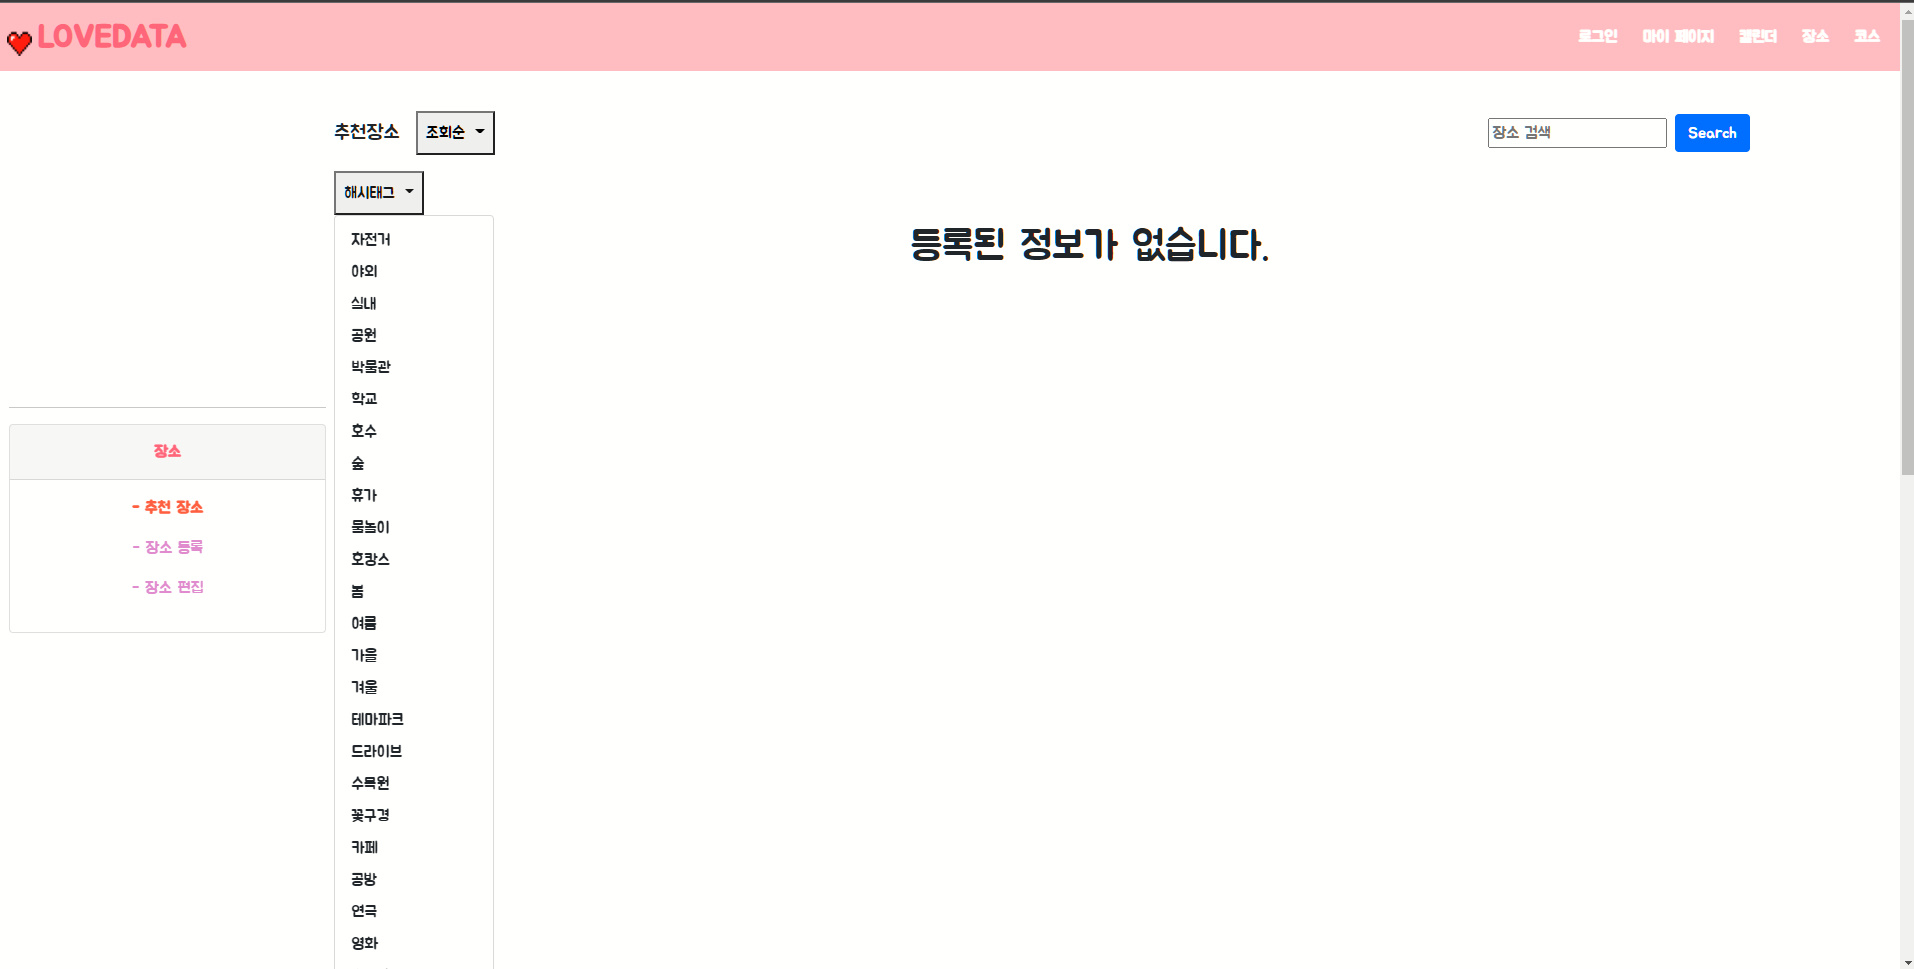 LOVEDATA
로그인 마이 페이지 캘린더 장소 코스
추천장소 조회순
장소 검색 Search
해시태그
등록된 정보가 없습니다.
장소
- 추천 장소
- 장소 등록
- 장소 편집
자전거
야외
실내
공원
박물관
학교
호수
숲
휴가
물놀이
호캉스
봄
여름
가을
겨울
테마파크
드라이브
수목원
꽃구경
카페
공방
연극
영화